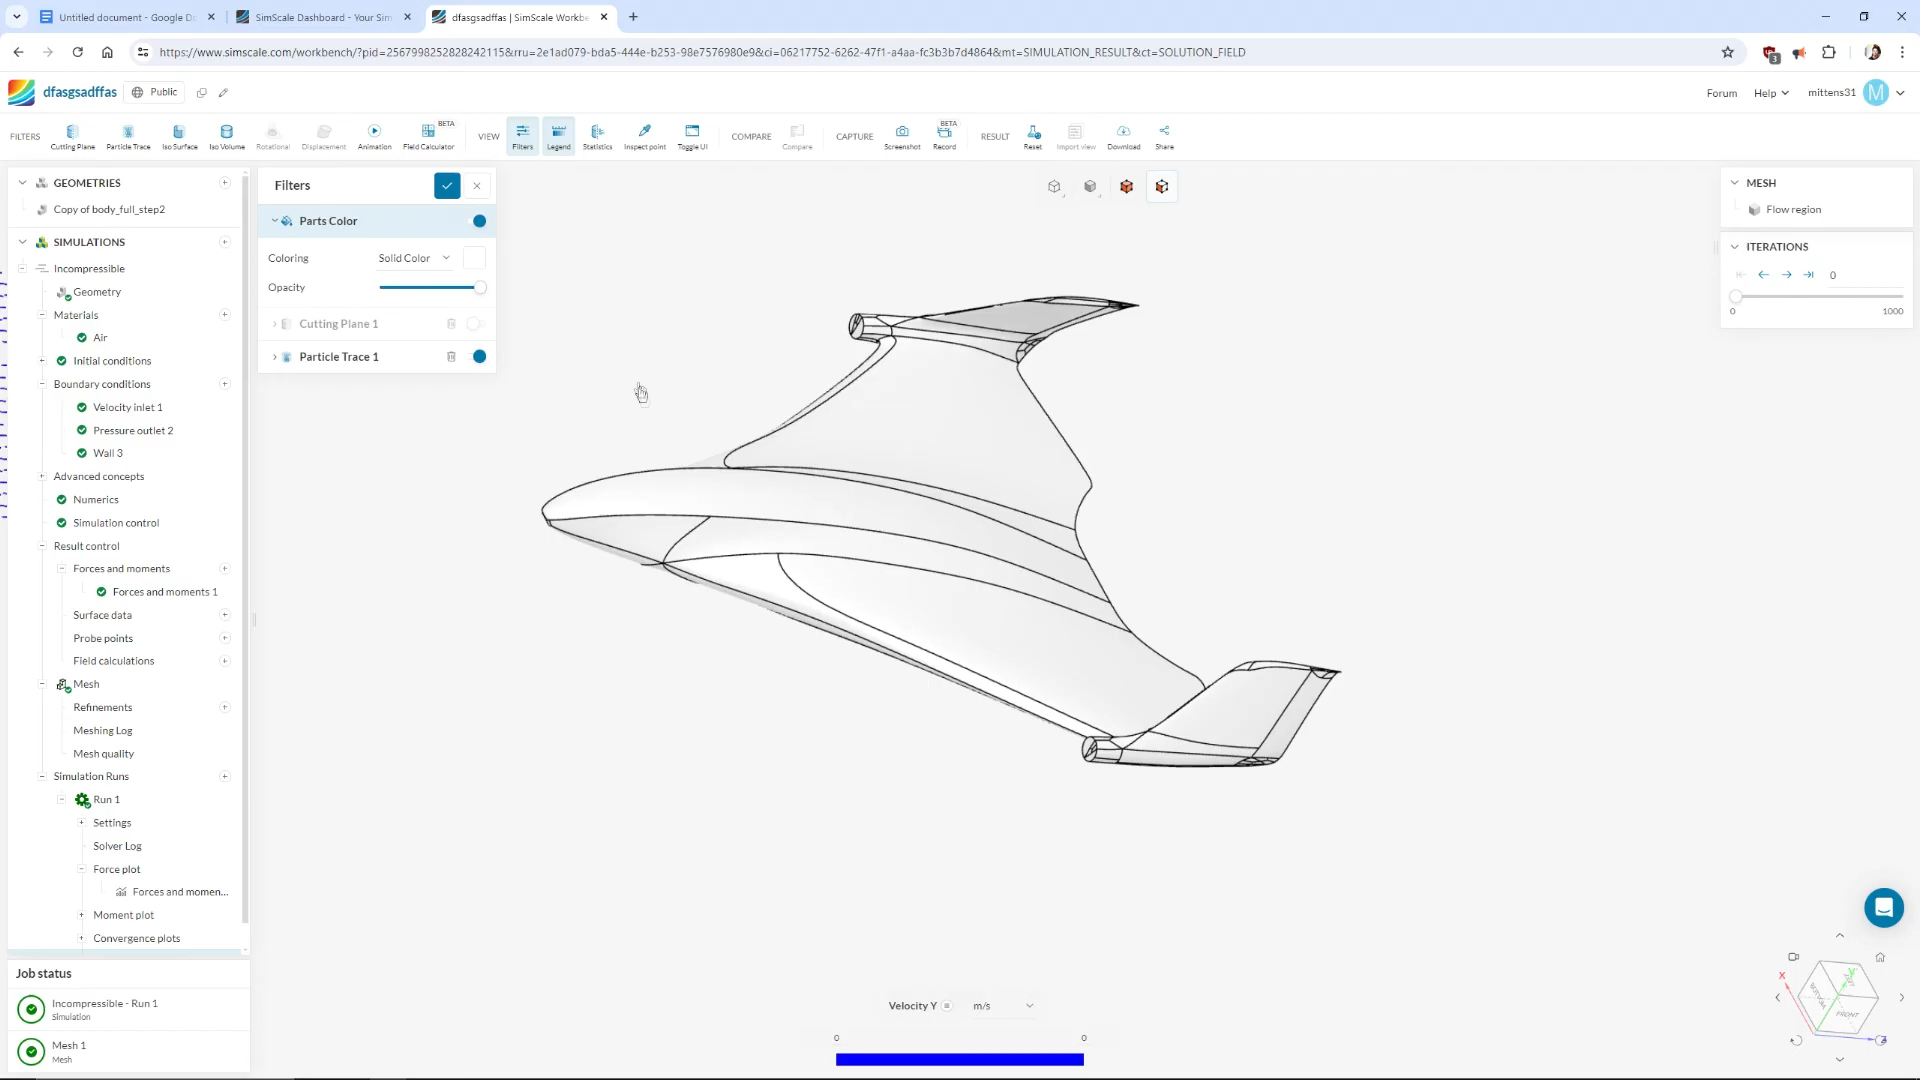 Untitled document - Google Do
SimScale Dashboard - Your Sim
dfasgsadffas | SimScale Workbe
https://www.simscale.com/workbench/?pid=2567998252828242115&rru=2e1ad079-bda5-444e-b253-98e7576980e9&ci=06217752-6262-47f1-a4aa-fc3b3b7d4864&mt=SIMULATION_RESULT&ct=SOLUTION_FIELD
3
dfasgsadffas
Public
Forum
Help
mittens31
M
FILTERS
Cutting Plane
Particle Trace
Iso Surface
Iso Volume
Rotational
Displacement
Animation
BETA
Field Calculator
VIEW
Filters
Legend
Statistics
Inspect point
Toggle UI
COMPARE
Compare
CAPTURE
Screenshot
BETA
Record
RESULT
Reset
Import view
Download
Share
GEOMETRIES
Copy of body_full_step2
SIMULATIONS
Incompressible
Geometry
Materials
Air
Initial conditions
Boundary conditions
Velocity inlet 1
Pressure outlet 2
Wall 3
Advanced concepts
Numerics
Simulation control
Result control
Forces and moments
Forces and moments 1
Surface data
Probe points
Field calculations
Mesh
Refinements
Meshing Log
Mesh quality
Simulation Runs
Run 1
Settings
Solver Log
Force plot
Forces and momen...
Moment plot
Convergence plots
Job status
Incompressible - Run 1
Simulation
Mesh 1
Mesh
Filters
Parts Color
Coloring
Solid Color
Opacity
Cutting Plane 1
Particle Trace 1
MESH
Flow region
ITERATIONS
0
0
1000
Velocity Y
m/s
0
0
X
Y
Z
BOTTOM
LEFT
FRONT